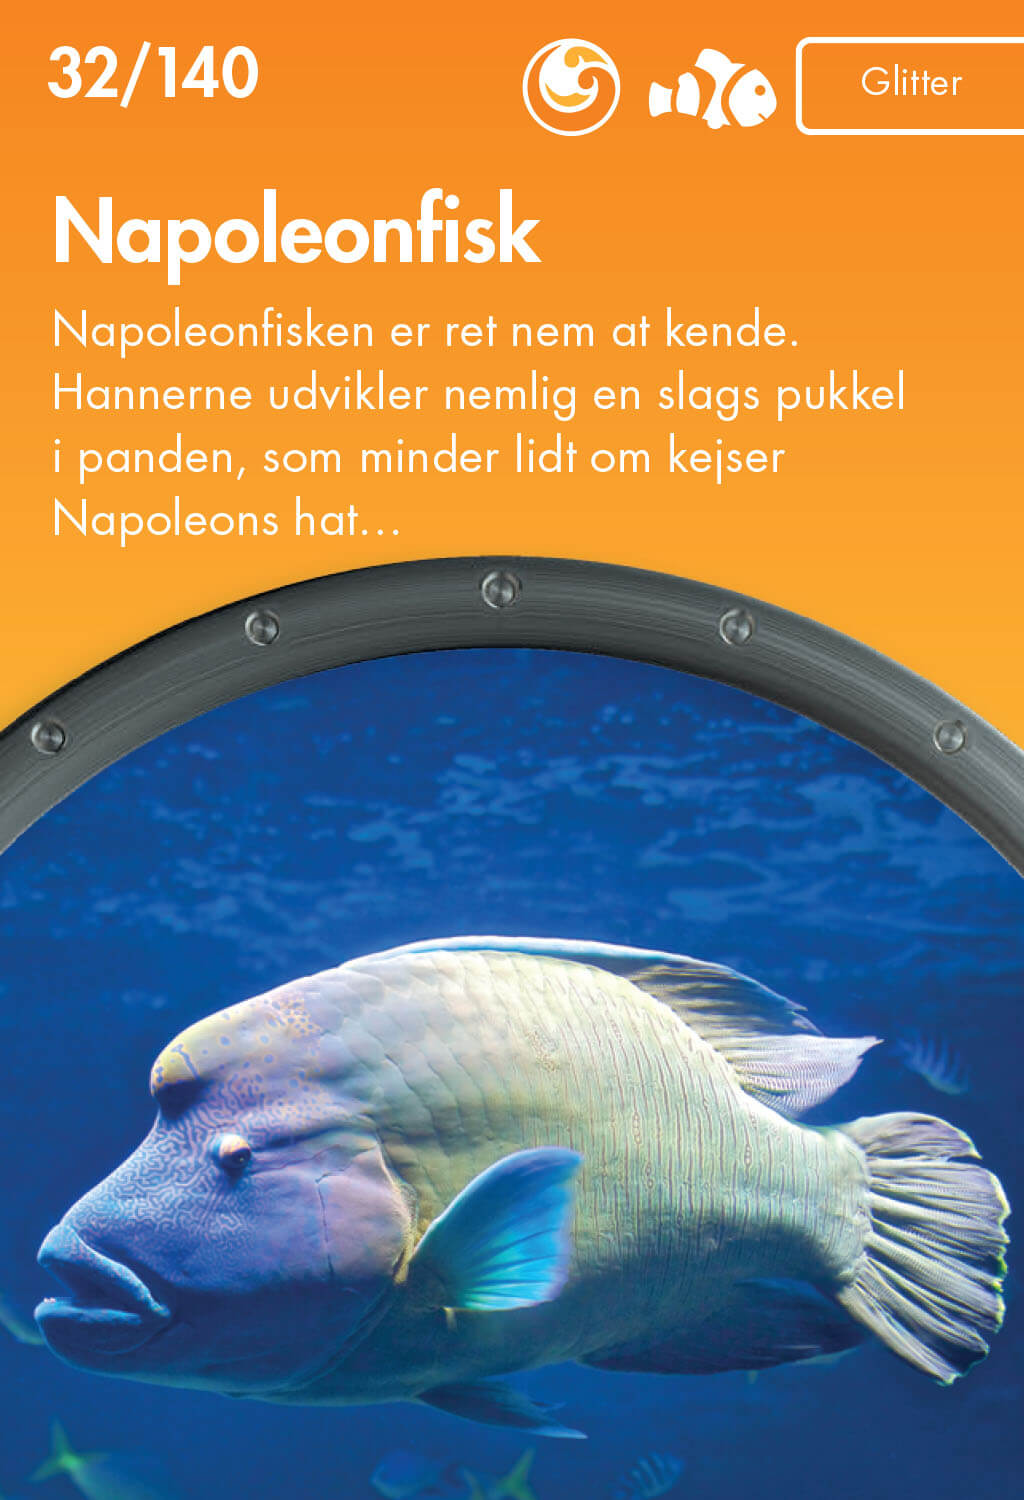 32/140
Glitter
Napoleonfisk
Napoleonfisken er ret nem at kende.
Hannerne udvikler nemlig en slags pukkel
i panden, som minder lidt om kejser
Napoleons hat...